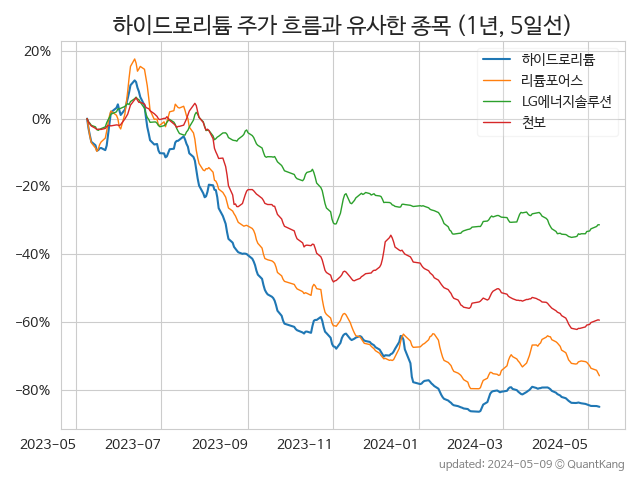 하이드로리튬 주가 흐름과 유사한 종목 (1년, 5일선)
하이드로리튬
리튬포어스
LG에너지솔루션
천보
20%
0%
−20%
−40%
−60%
−80%
2023-05
2023-07
2023-09
2023-11
2024-01
2024-03
2024-05
updated: 2024-05-09 © QuantKang